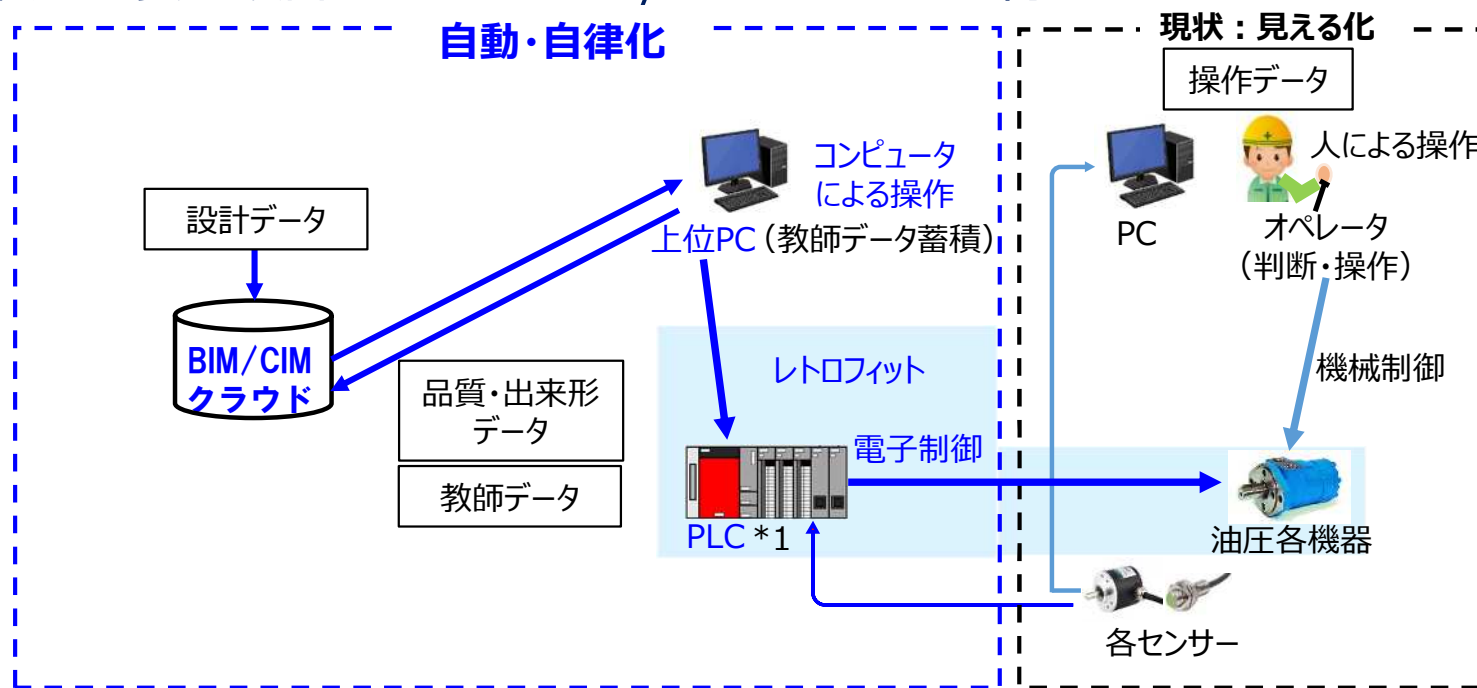 自動・自律化
現状：見える化
操作データ
コンピュータ
による操作
人による操作
設計データ
上位PC（教師データ蓄積）
PC
オペレータ
（判断・操作）
BIM/CIM
クラウド
レトロフィット
機械制御
品質・出来形
データ
電子制御
教師データ
PLC *1
油圧各機器
各センサー